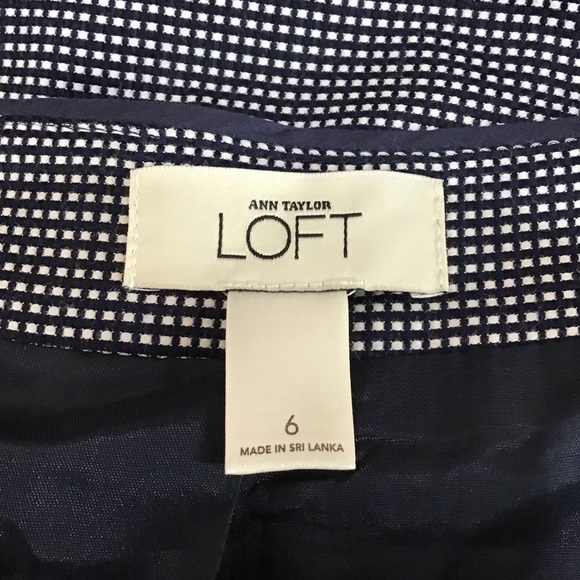 ANN TAYLOR
LOFT
6
MADE IN SRI LANKA